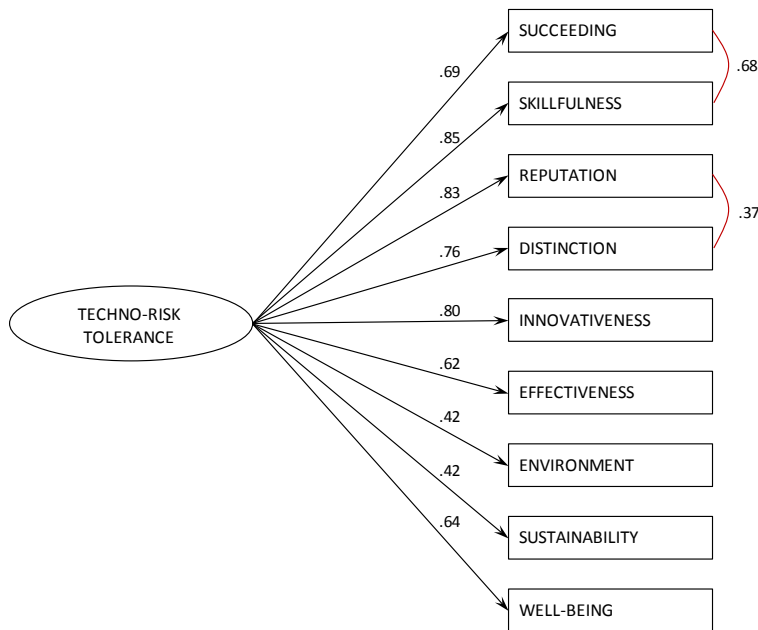 SUCCEEDING
.69
.68
SKILLFULNESS
.85
.83
REPUTATION
.37
.76
DISTINCTION
TECHNO-RISK
TOLERANCE
.80
INNOVATIVENESS
.62
EFFECTIVENESS
.42
ENVIRONMENT
.42
SUSTAINABILITY
.64
WELL-BEING